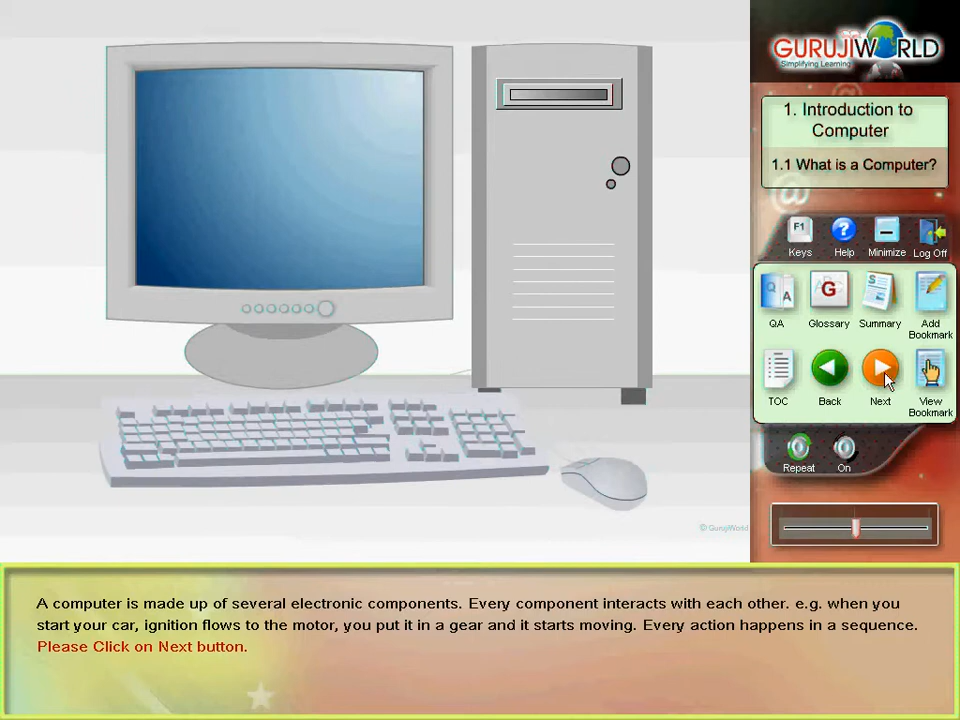 GURUJIWORLD
Simplifying Learning
1. Introduction to
Computer
1.1 What is a Computer?
F1
Keys
?
Help
Minimize
Log Off
Q A
QA
G
Glossary
S
Summary
Add
Bookmark
TOC
Back
Next
View
Bookmark
Repeat
On
© GurujiWorld
A computer is made up of several electronic components. Every component interacts with each other. e.g. when you
start your car, ignition flows to the motor, you put it in a gear and it starts moving. Every action happens in a sequence.
Please Click on Next button.